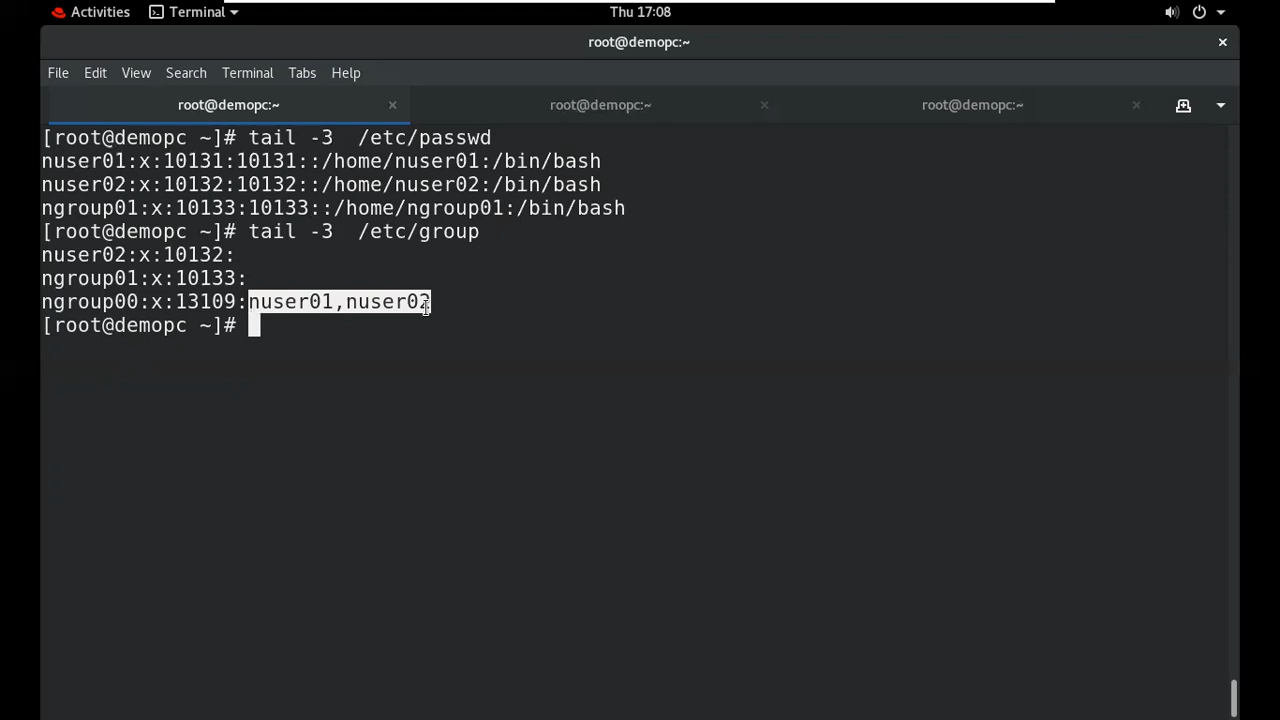 Activities Terminal Thu 17:08
root@demopc:~
File Edit View Search Terminal Tabs Help
root@demopc:~ root@demopc:~ root@demopc:~
[root@demopc ~]# tail -3  /etc/passwd
nuser01:x:10131:10131::/home/nuser01:/bin/bash
nuser02:x:10132:10132::/home/nuser02:/bin/bash
ngroup01:x:10133:10133::/home/ngroup01:/bin/bash
[root@demopc ~]# tail -3  /etc/group
nuser02:x:10132:
ngroup01:x:10133:
ngroup00:x:13109:nuser01,nuser02
[root@demopc ~]#